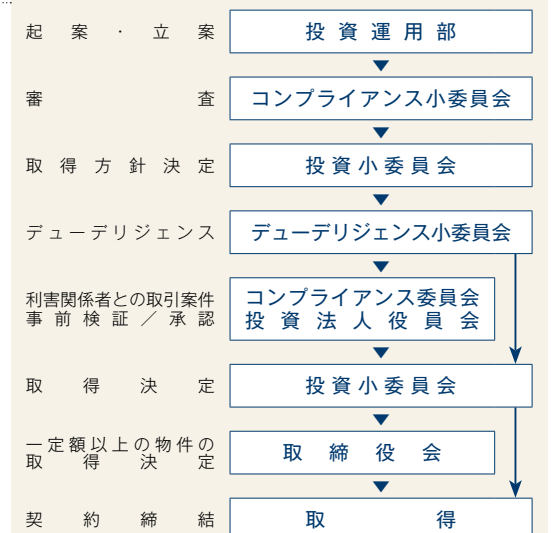 起案・立案
投資運用部
審査
コンプライアンス小委員会
取得方針決定
投資小委員会
デューデリジェンス
デューデリジェンス小委員会
利害関係者との取引案件
事前検証／承認
コンプライアンス委員会
投資法人役員会
取得決定
投資小委員会
一定額以上の物件の
取得決定
取締役会
契約締結
取得